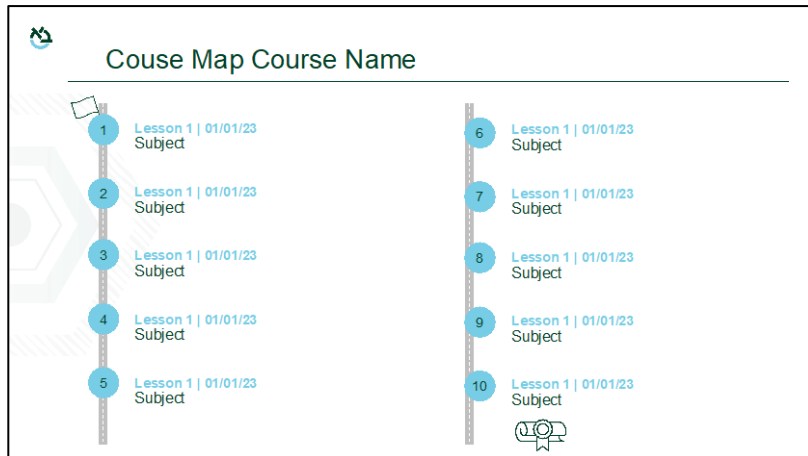 בא
Couse Map Course Name
1
Lesson 1 | 01/01/23
Subject
2
Lesson 1 | 01/01/23
Subject
3
Lesson 1 | 01/01/23
Subject
4
Lesson 1 | 01/01/23
Subject
5
Lesson 1 | 01/01/23
Subject
6
Lesson 1 | 01/01/23
Subject
7
Lesson 1 | 01/01/23
Subject
8
Lesson 1 | 01/01/23
Subject
9
Lesson 1 | 01/01/23
Subject
10
Lesson 1 | 01/01/23
Subject